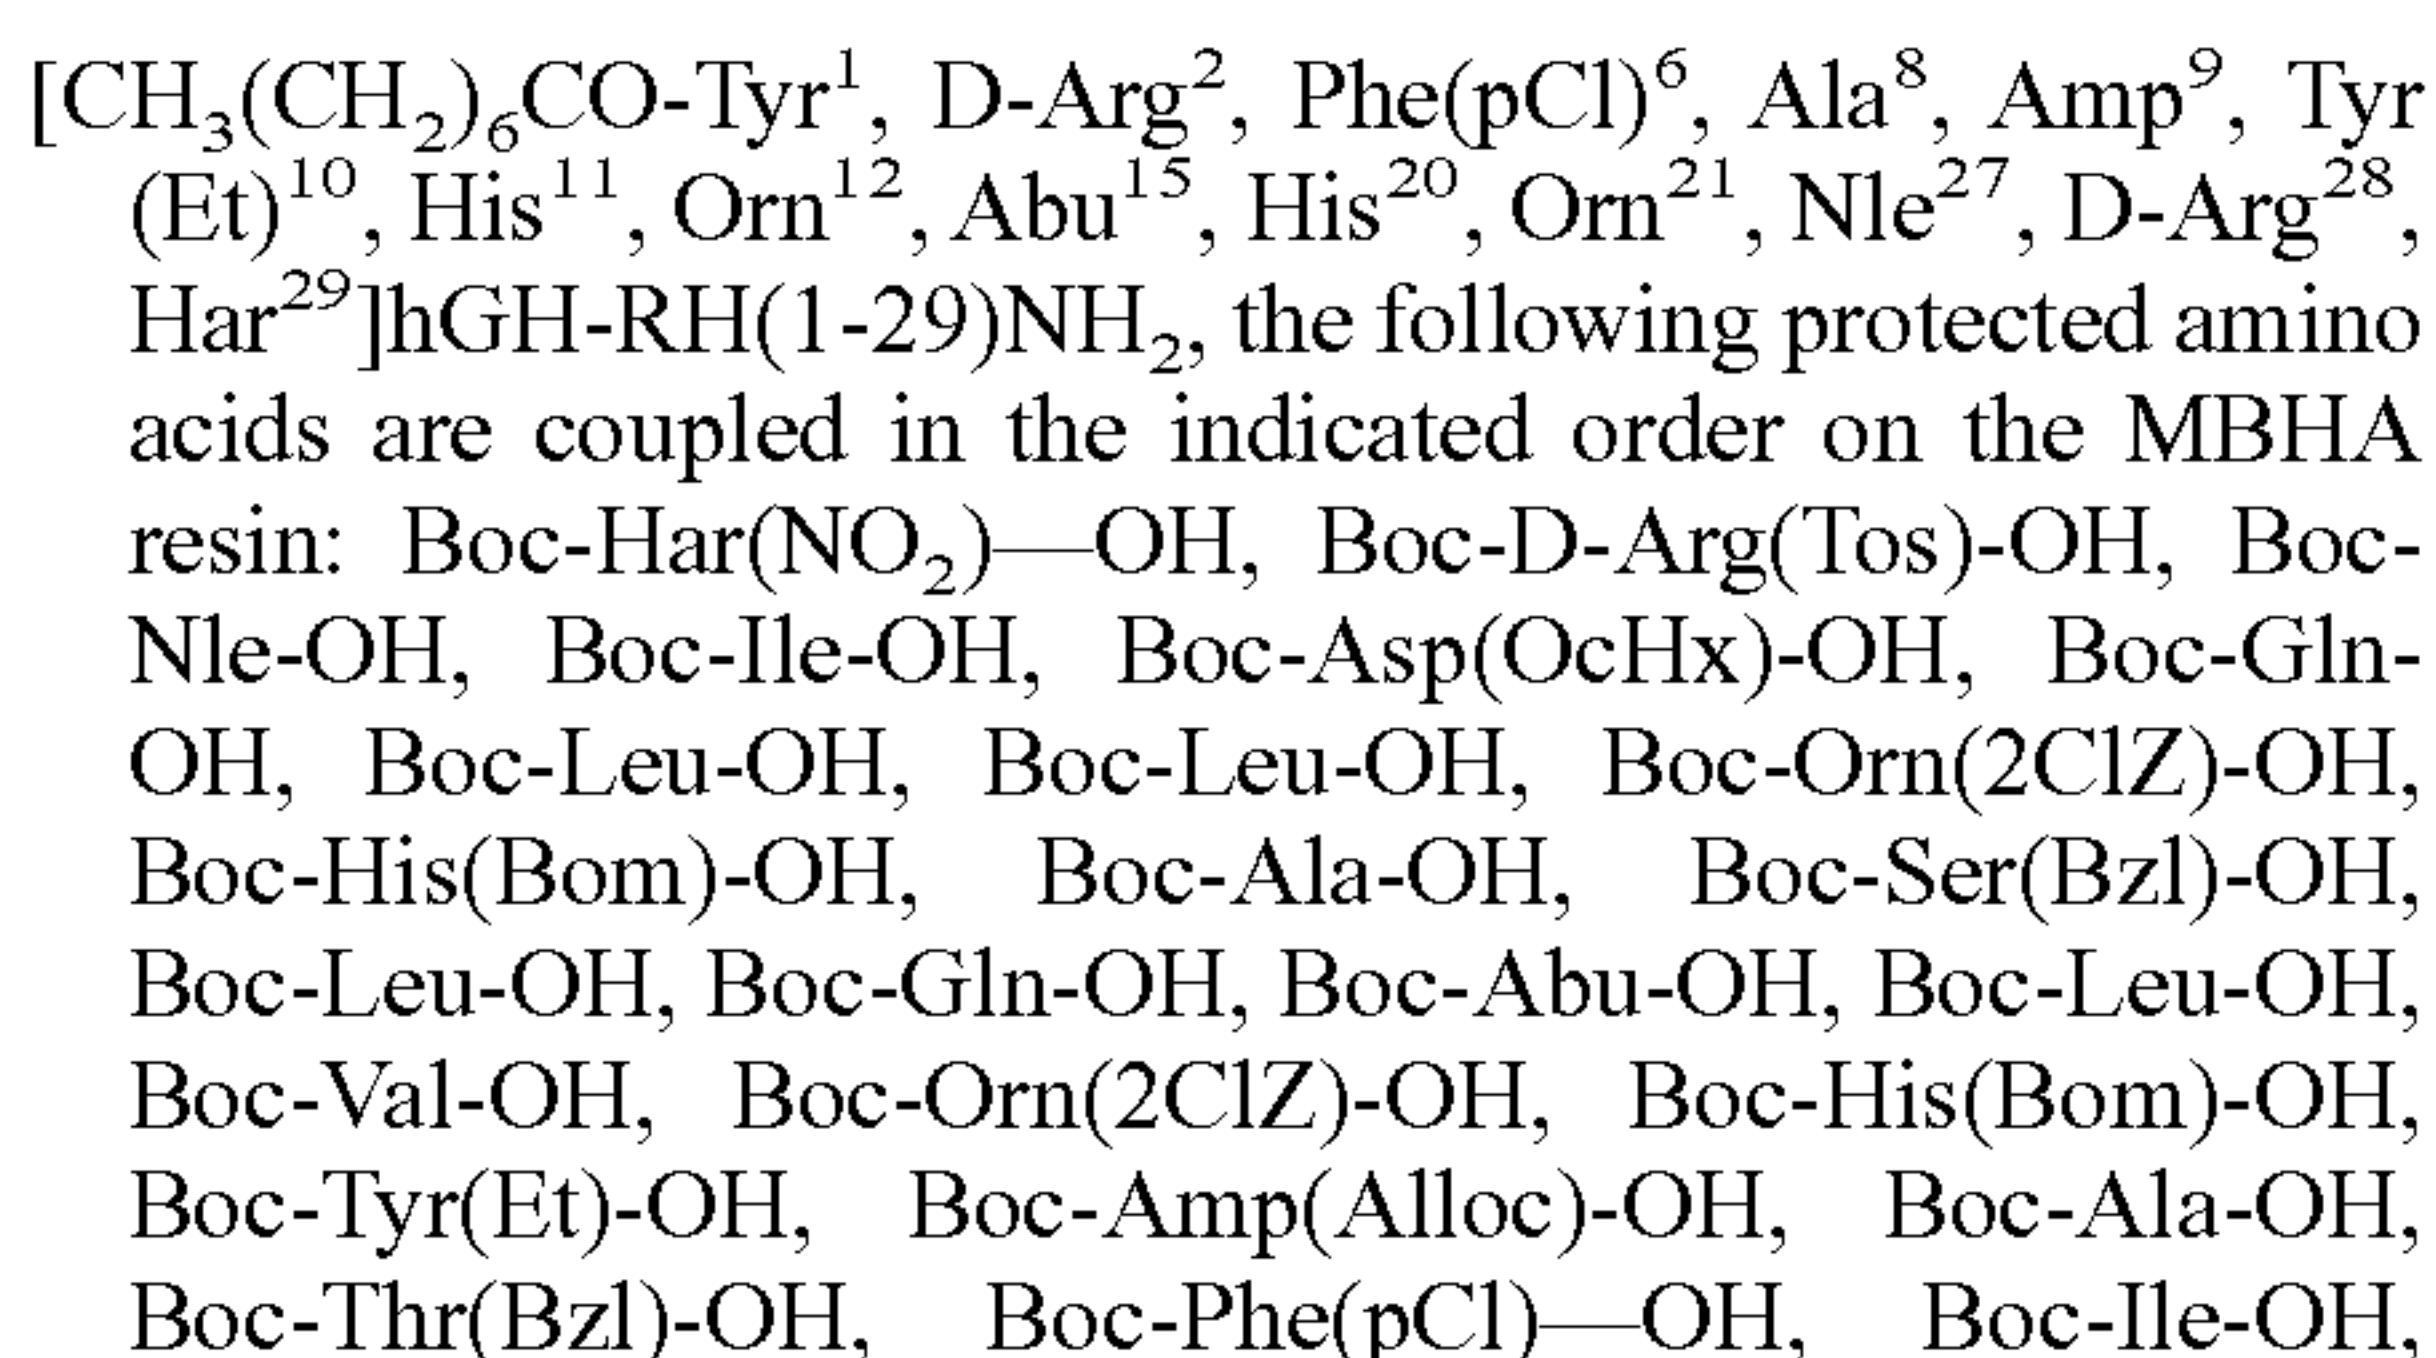 [CH₃(CH₂)₆CO-Tyr¹, D-Arg², Phe(pCl)⁶, Ala⁸, Amp⁹, Tyr
(Et)¹⁰, His¹¹, Orn¹², Abu¹⁵, His²⁰, Orn²¹, Nle²⁷, D-Arg²⁸,
Har²⁹]hGH-RH(1-29)NH₂, the following protected amino
acids are coupled in the indicated order on the MBHA
resin: Boc-Har(NO₂)—OH, Boc-D-Arg(Tos)-OH, Boc-
Nle-OH, Boc-Ile-OH, Boc-Asp(OcHx)-OH, Boc-Gln-
OH, Boc-Leu-OH, Boc-Leu-OH, Boc-Orn(2ClZ)-OH,
Boc-His(Bom)-OH, Boc-Ala-OH, Boc-Ser(Bzl)-OH,
Boc-Leu-OH, Boc-Gln-OH, Boc-Abu-OH, Boc-Leu-OH,
Boc-Val-OH, Boc-Orn(2ClZ)-OH, Boc-His(Bom)-OH,
Boc-Tyr(Et)-OH, Boc-Amp(Alloc)-OH, Boc-Ala-OH,
Boc-Thr(Bzl)-OH, Boc-Phe(pCl)—OH, Boc-Ile-OH,